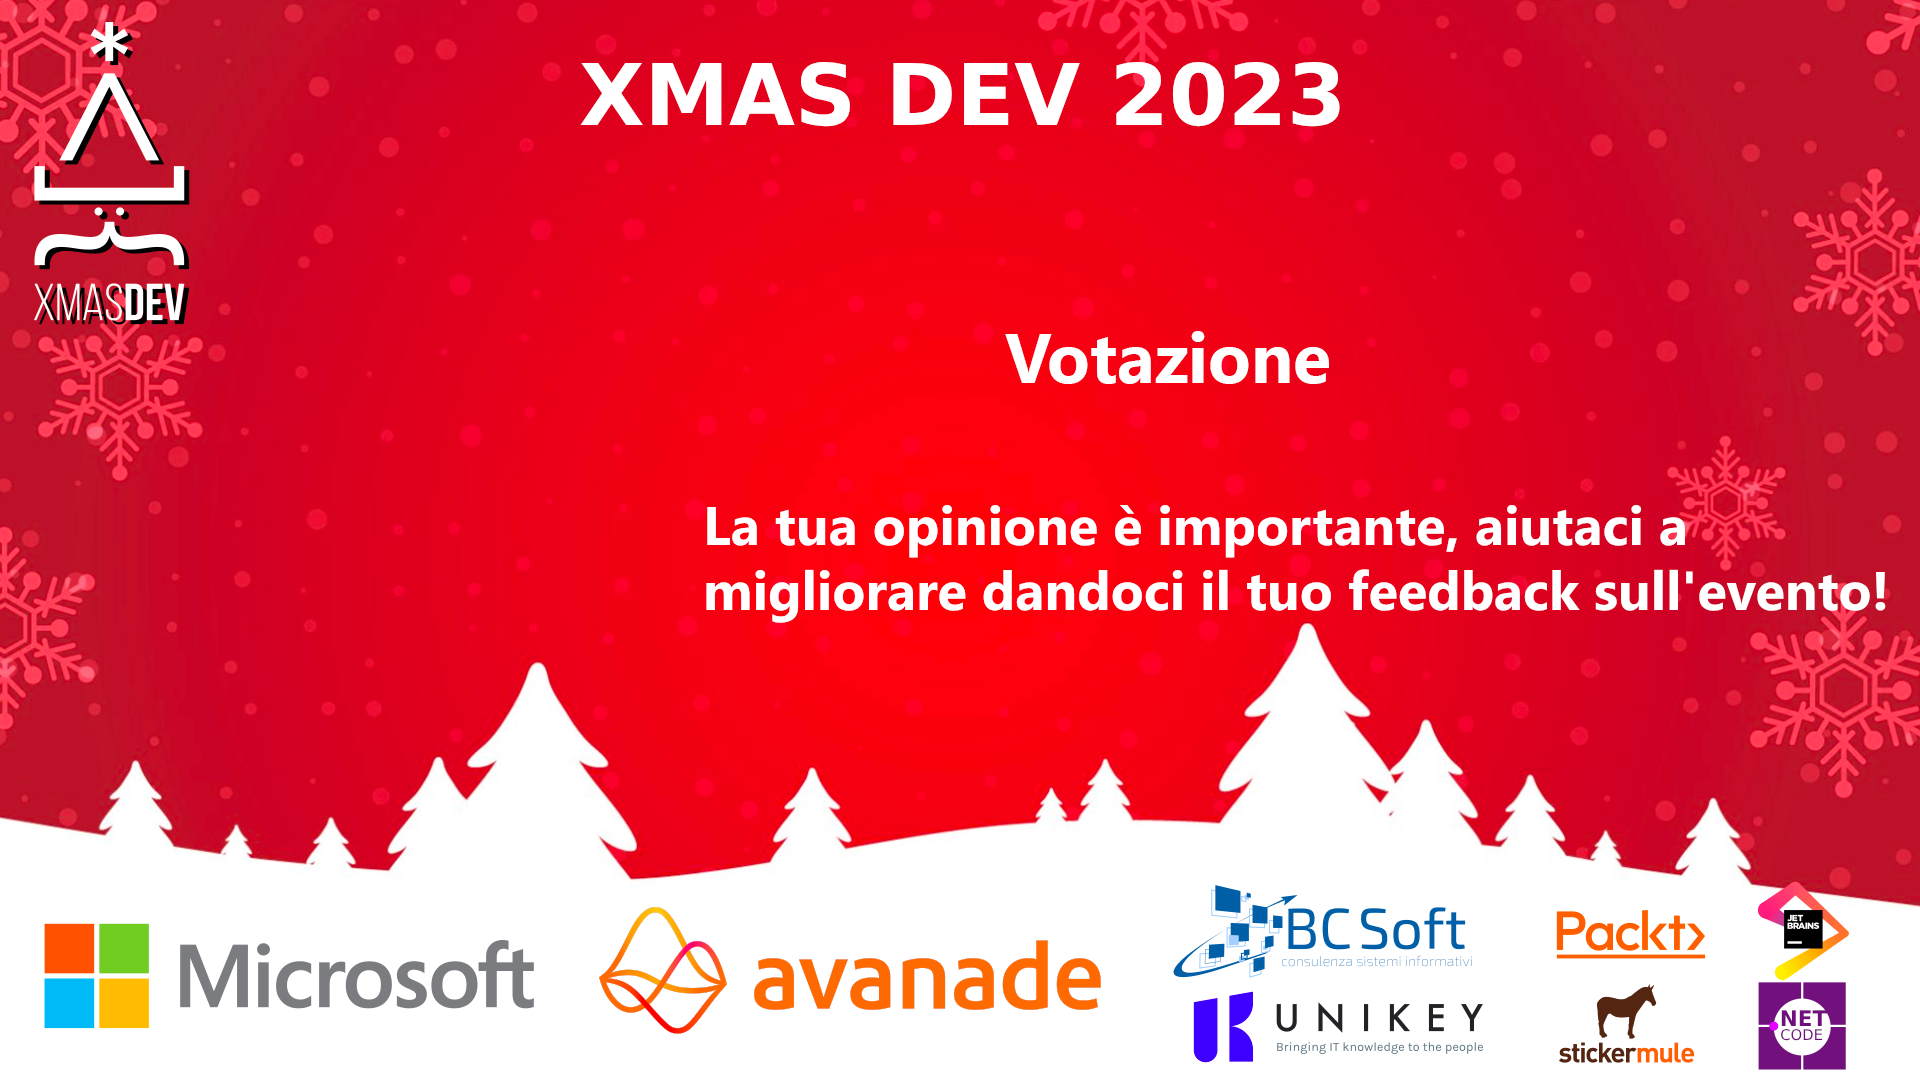 XMAS DEV 2023
XMASDEV
Votazione
La tua opinione è importante, aiutaci a
migliorare dandoci il tuo feedback sull'evento!
Microsoft
avanade
BC Soft
consulenza sistemi informativi
UNIKEY
Bringing IT knowledge to the people
Packt
stickermule
JET
BRAINS
NET
CODE